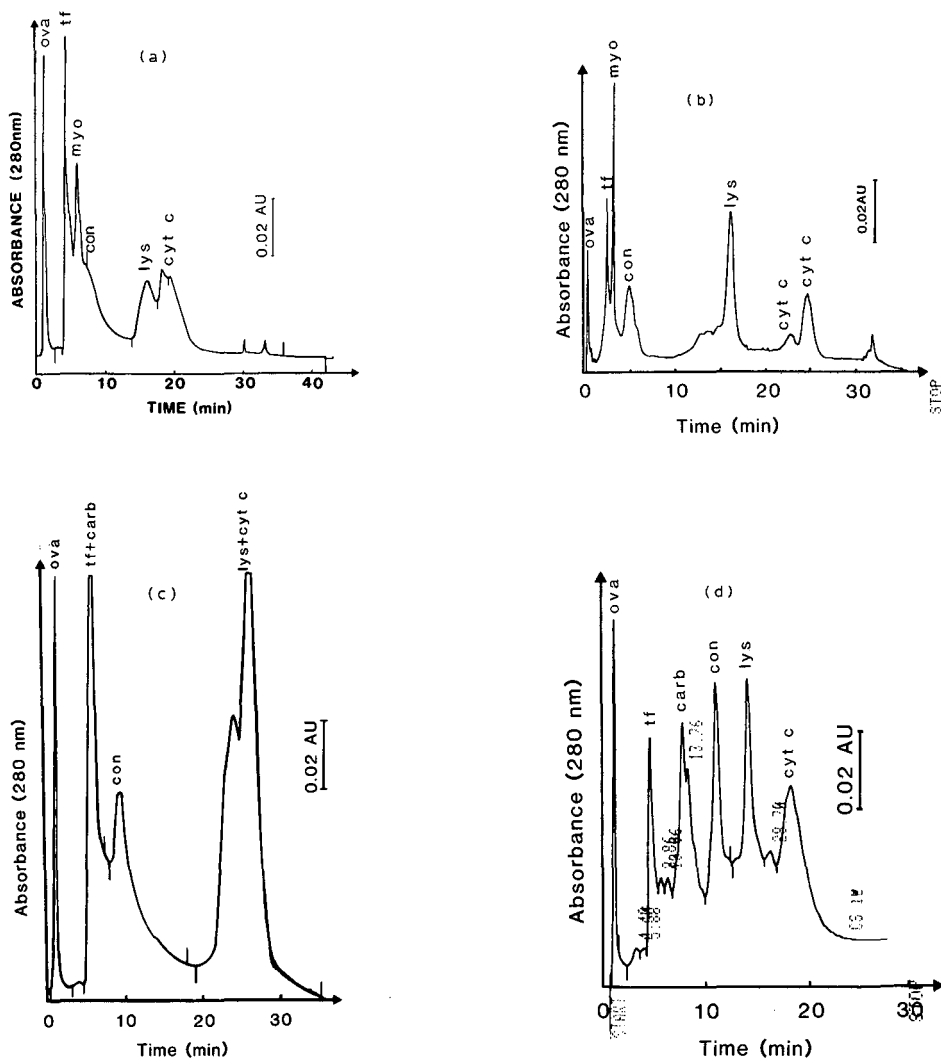 (a)
ova
tf
myo
con
lys
cyt c
0.02 AU
ABSORBANCE (280nm)
0 10 20 30 40
TIME (min)
(b)
ova
tf
myo
con
lys
cyt c
cyt c
0.02AU
Absorbance (280 nm)
0 10 20 30
STOP
Time (min)
(c)
ova
tf+carb
con
lys+cyt c
0.02 AU
Absorbance (280 nm)
0 10 20 30
Time (min)
(d)
ova
tf
carb
con
lys
cyt c
0.02 AU
Absorbance (280 nm)
0 10 20 30
START
STOP
Time (min)